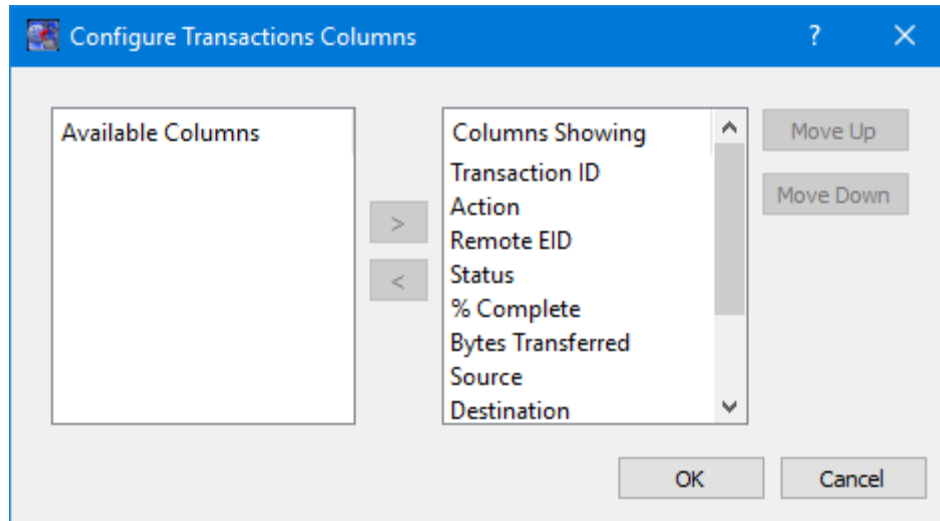 Configure Transactions Columns ?
Available Columns
Columns Showing
Transaction ID
Action
Remote EID
Status
% Complete
Bytes Transferred
Source
Destination
>
<
Move Up
Move Down
OK
Cancel